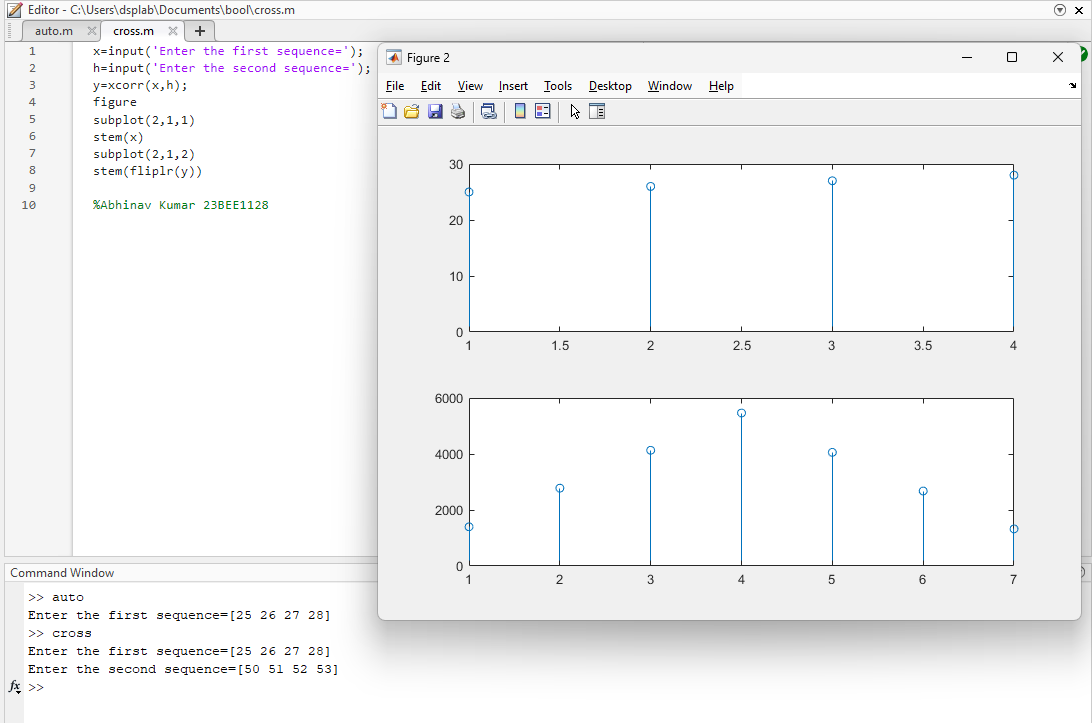 Editor - C:\Users\dsplab\Documents\bool\cross.m
auto.m cross.m
1 x=input('Enter the first sequence=');
2 h=input('Enter the second sequence=');
3 y=xcorr(x,h);
4 figure
5 subplot(2,1,1)
6 stem(x)
7 subplot(2,1,2)
8 stem(fliplr(y))
9
10 %Abhinav Kumar 23BEE1128
Figure 2
File Edit View Insert Tools Desktop Window Help
30
20
10
0
1 1.5 2 2.5 3 3.5 4
6000
4000
2000
0
1 2 3 4 5 6 7
Command Window
>> auto
Enter the first sequence=[25 26 27 28]
>> cross
Enter the first sequence=[25 26 27 28]
Enter the second sequence=[50 51 52 53]
fx >>